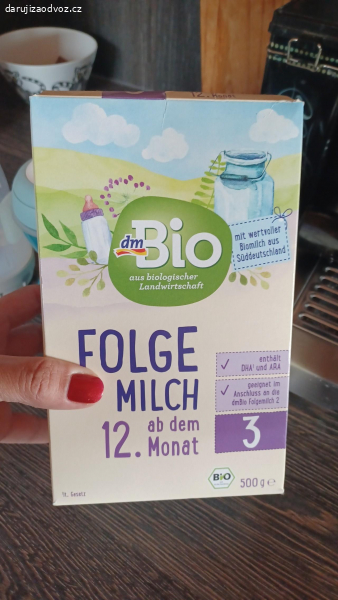 darujizaodvoz.cz
dm
Bio
aus biologischer
Landwirtschaft
mit wertvoller
Biomilch aus
Süddeutschland
FOLGE
MILCH
12. ab dem
Monat
enthält
DHA¹ und ARA
geeignet im
Anschluss an die
dmBio Folgemilch 2
3
BIO
500 g e